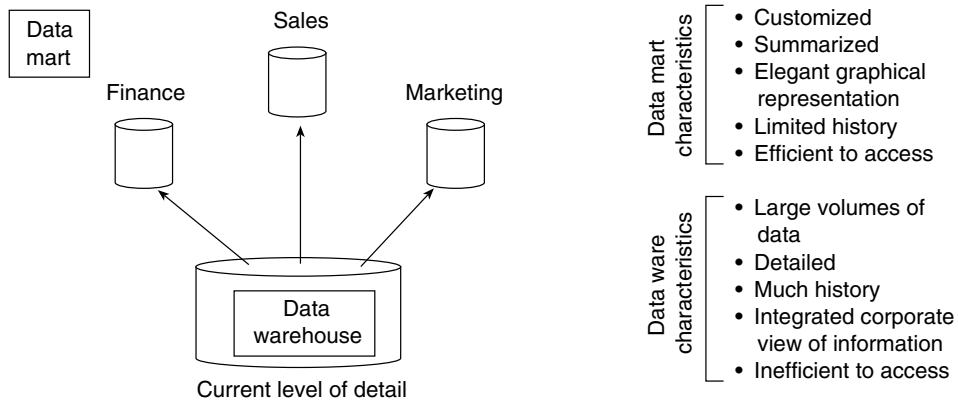 Data
mart
Sales
Finance
Marketing
Data
warehouse
Current level of detail
Data mart
characteristics
• Customized
• Summarized
• Elegant graphical
representation
• Limited history
• Efficient to access
Data ware
characteristics
• Large volumes of
data
• Detailed
• Much history
• Integrated corporate
view of information
• Inefficient to access